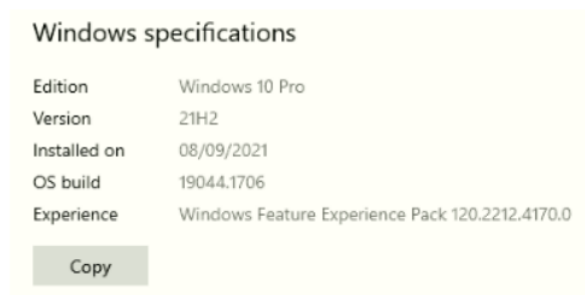 Windows specifications
Edition Windows 10 Pro
Version 21H2
Installed on 08/09/2021
OS build 19044.1706
Experience Windows Feature Experience Pack 120.2212.4170.0
Copy